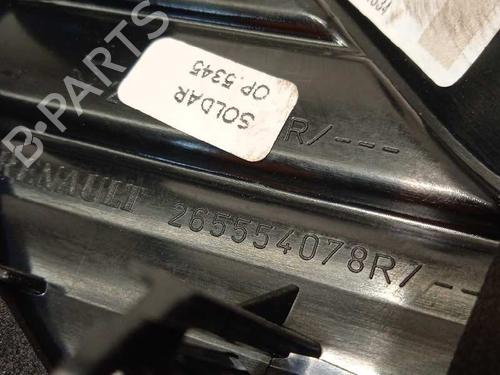 B-PARTS
SOLDAR
OP.5345
R/---
RENAULT 265554078R/--